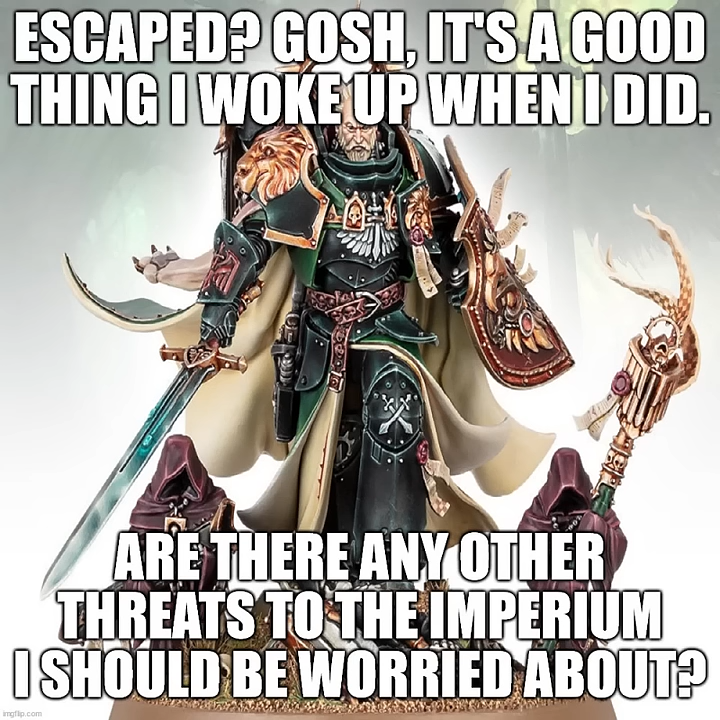 ESCAPED? GOSH, IT'S A GOOD
THING I WOKE UP WHEN I DID.
ARE THERE ANY OTHER
THREATS TO THE IMPERIUM
I SHOULD BE WORRIED ABOUT?
imgflip.com